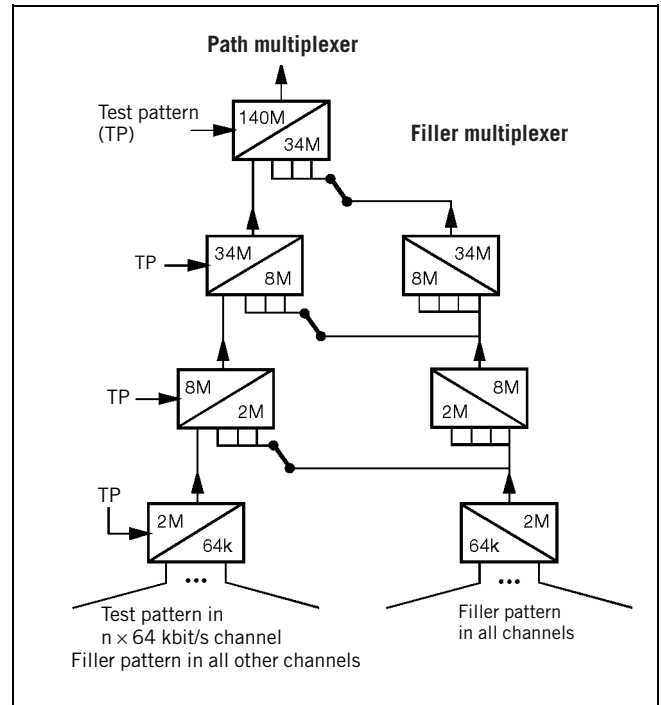 Path multiplexer
Test pattern
(TP)
140M
34M
Filler multiplexer
TP
34M
8M
34M
8M
TP
8M
2M
8M
2M
TP
2M
64k
2M
64k
...
...
Test pattern in
n × 64 kbit/s channel
Filler pattern in all other channels
Filler pattern
in all channels